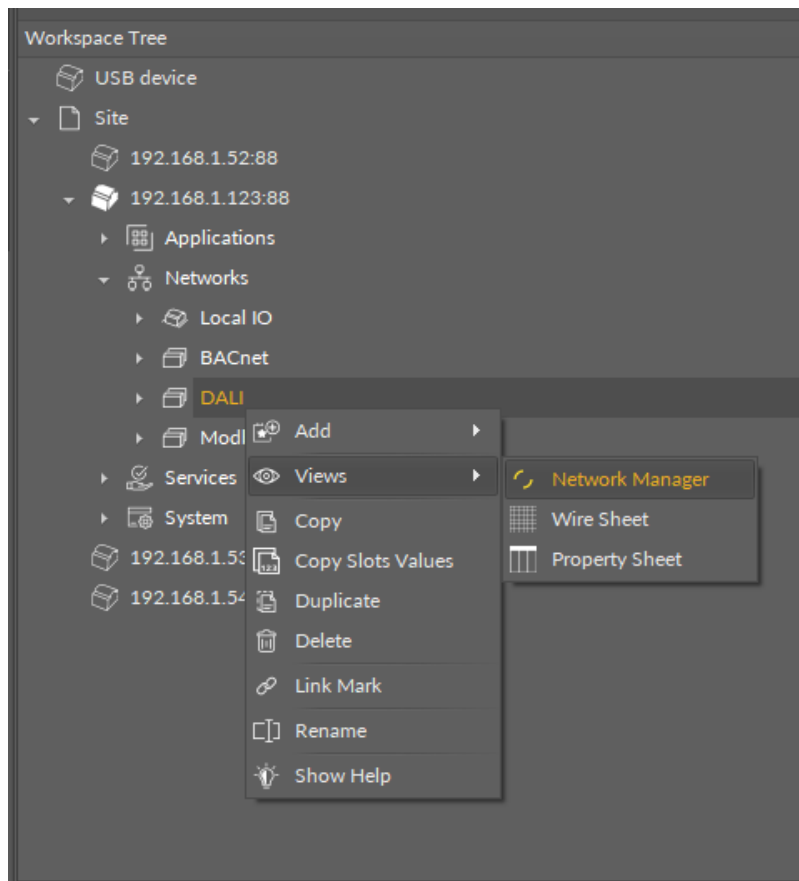 Workspace Tree
USB device
Site
192.168.1.52:88
192.168.1.123:88
Applications
Networks
Local IO
BACnet
DALI
Services
System
Add
Views
Copy
Copy Slots Values
Duplicate
Delete
Link Mark
Rename
Show Help
Network Manager
Wire Sheet
Property Sheet